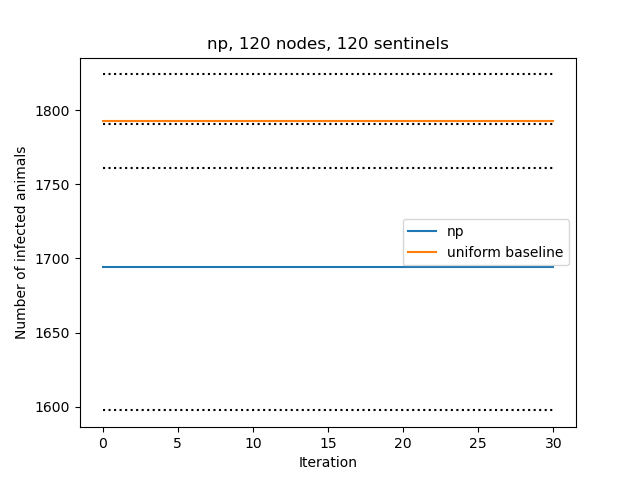 np, 120 nodes, 120 sentinels
Number of infected animals
1800
1750
1700
1650
1600
np
uniform baseline
0 5 10 15 20 25 30
Iteration